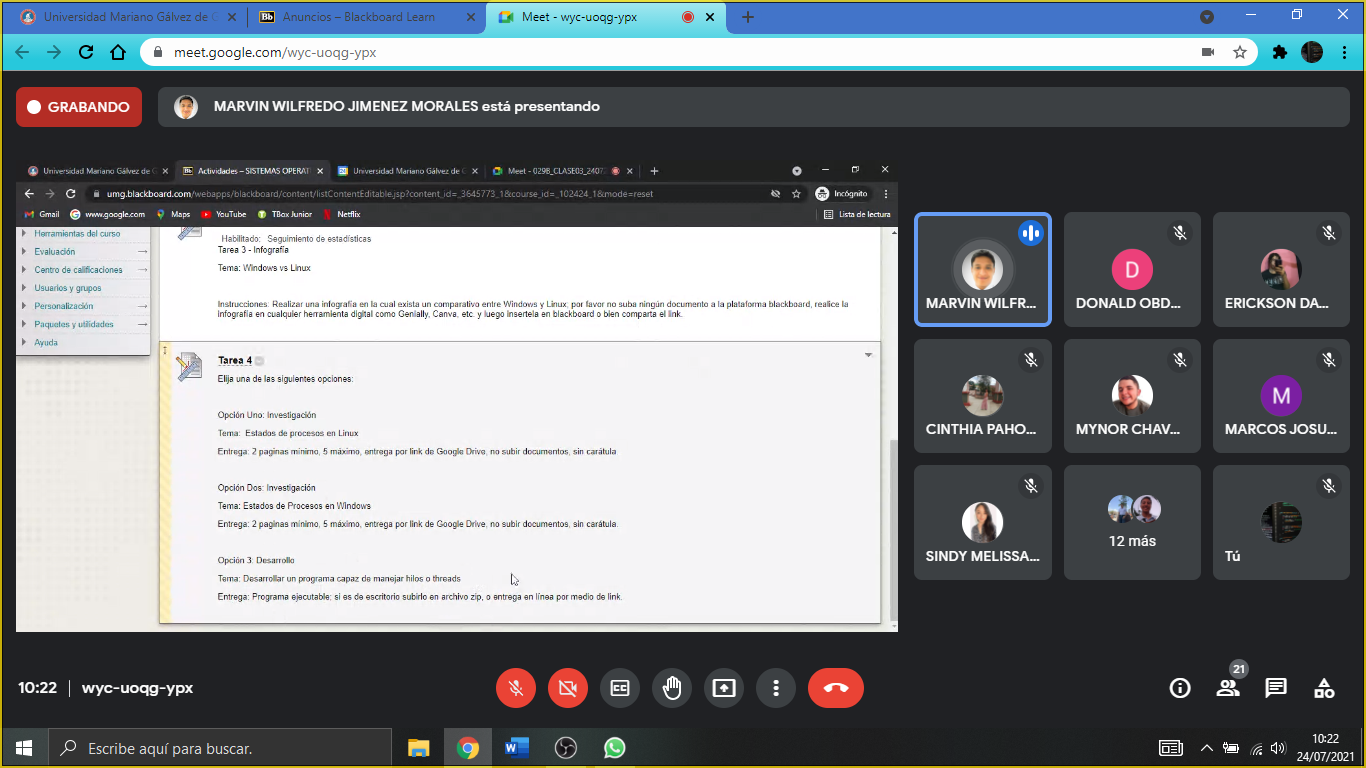 Universidad Mariano Gálvez de G
Anuncios – Blackboard Learn
Meet - wyc-uoqg-ypx
meet.google.com/wyc-uoqg-ypx
GRABANDO
MARVIN WILFREDO JIMENEZ MORALES está presentando
Universidad Mariano Gálvez de G
Actividades – SISTEMAS OPERAT
Universidad Mariano Gálvez de G
Meet - 029B_CLASE03_2407
umg.blackboard.com/webapps/blackboard/content/listContentEditable.jsp?content_id=_3645773_1&course_id=_102424_1&mode=reset
Incógnito
Gmail
www.google.com
Maps
YouTube
TBox Junior
Netflix
Lista de lectura
Herramientas del curso
Evaluación
Centro de calificaciones
Usuarios y grupos
Personalización
Paquetes y utilidades
Ayuda
Habilitado: Seguimiento de estadísticas
Tarea 3 - Infografía
Tema: Windows vs Linux
Instrucciones: Realizar una infografía en la cual exista un comparativo entre Windows y Linux; por favor no suba ningún documento a la plataforma blackboard, realice la
infografía en cualquier herramienta digital como Genially, Canva, etc. y luego Insertela en blackboard o bien comparta el link.
Tarea 4
Elija una de las siguientes opciones:
Opción Uno: Investigación
Tema: Estados de procesos en Linux
Entrega: 2 paginas mínimo, 5 máximo, entrega por link de Google Drive, no subir documentos, sin carátula
Opción Dos: Investigación
Tema: Estados de Procesos en Windows
Entrega: 2 paginas mínimo, 5 máximo, entrega por link de Google Drive, no subir documentos, sin carátula.
Opción 3: Desarrollo
Tema: Desarrollar un programa capaz de manejar hilos o threads
Entrega: Programa ejecutable; si es de escritorio subirlo en archivo zip, o entrega en línea por medio de link.
MARVIN WILFR...
D
DONALD OBD...
ERICKSON DA...
CINTHIA PAHO...
MYNOR CHAV...
M
MARCOS JOSU...
SINDY MELISSA...
12 más
Tú
10:22 | wyc-uoqg-ypx
21
Escribe aquí para buscar.
10:22
24/07/2021